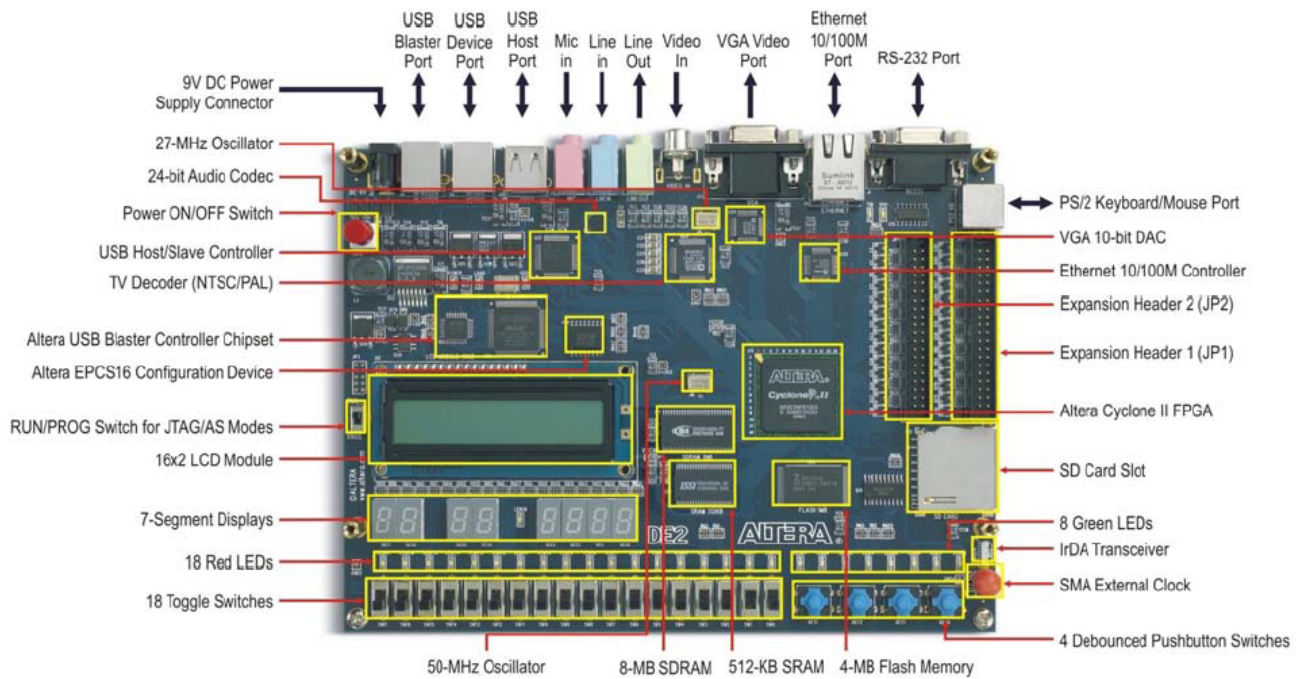 USB
Blaster
Port
USB
Device
Port
USB
Host
Port
Mic
in
Line
in
Line
Out
Video
In
VGA Video
Port
Ethernet
10/100M
Port
RS-232 Port
9V DC Power
Supply Connector
27-MHz Oscillator
24-bit Audio Codec
Power ON/OFF Switch
USB Host/Slave Controller
TV Decoder (NTSC/PAL)
Altera USB Blaster Controller Chipset
Altera EPCS16 Configuration Device
RUN/PROG Switch for JTAG/AS Modes
16x2 LCD Module
7-Segment Displays
18 Red LEDs
18 Toggle Switches
PS/2 Keyboard/Mouse Port
VGA 10-bit DAC
Ethernet 10/100M Controller
Expansion Header 2 (JP2)
Expansion Header 1 (JP1)
Altera Cyclone II FPGA
SD Card Slot
8 Green LEDs
IrDA Transceiver
SMA External Clock
4 Debounced Pushbutton Switches
50-MHz Oscillator
8-MB SDRAM
512-KB SRAM
4-MB Flash Memory
Sumlink
ETHERNET
ALTERA
Cyclone II
SD CARD
DE2
ALTERA